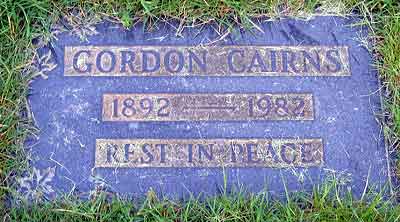 GORDON CAIRNS
1892 — 1982
REST IN PEACE